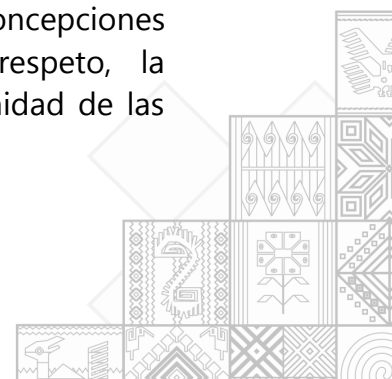 oncepciones
respeto, la
nidad de las